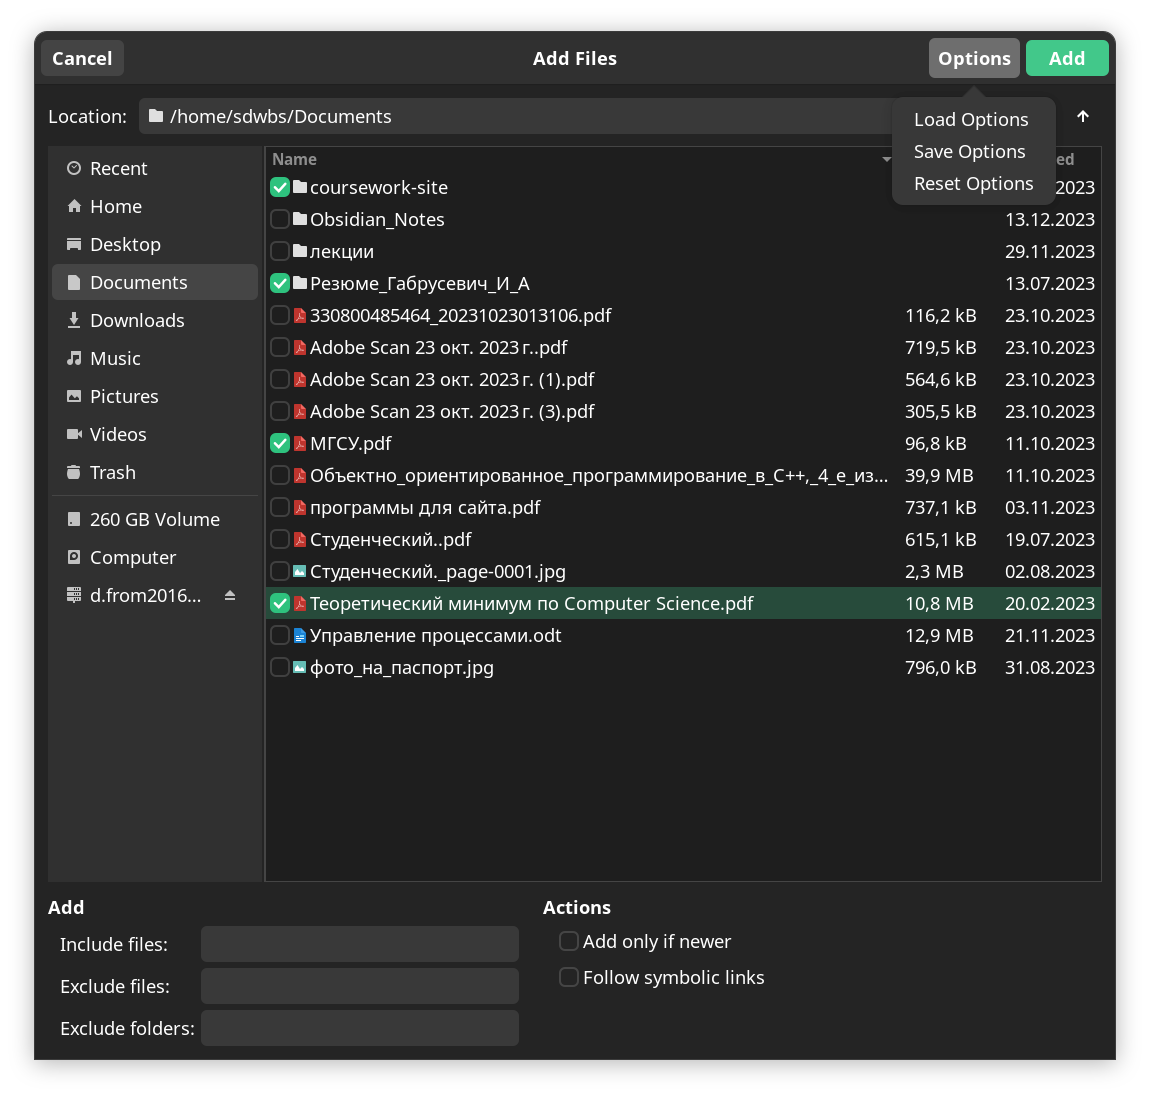 Cancel
Add Files
Options
Add
Location:
/home/sdwbs/Documents
Load Options
Save Options
Reset Options
Recent
Home
Desktop
Documents
Downloads
Music
Pictures
Videos
Trash
260 GB Volume
Computer
d.from2016...
Name
ed
coursework-site 2023
Obsidian_Notes 13.12.2023
лекции 29.11.2023
Резюме_Габрусевич_И_А 13.07.2023
330800485464_20231023013106.pdf 116,2 kB 23.10.2023
Adobe Scan 23 окт. 2023 г..pdf 719,5 kB 23.10.2023
Adobe Scan 23 окт. 2023 г. (1).pdf 564,6 kB 23.10.2023
Adobe Scan 23 окт. 2023 г. (3).pdf 305,5 kB 23.10.2023
МГСУ.pdf 96,8 kB 11.10.2023
Объектно_ориентированное_программирование_в_С++,_4_е_из... 39,9 MB 11.10.2023
программы для сайта.pdf 737,1 kB 03.11.2023
Студенческий..pdf 615,1 kB 19.07.2023
Студенческий._page-0001.jpg 2,3 MB 02.08.2023
Теоретический минимум по Computer Science.pdf 10,8 MB 20.02.2023
Управление процессами.odt 12,9 MB 21.11.2023
фото_на_паспорт.jpg 796,0 kB 31.08.2023
Add
Include files:
Exclude files:
Exclude folders:
Actions
Add only if newer
Follow symbolic links